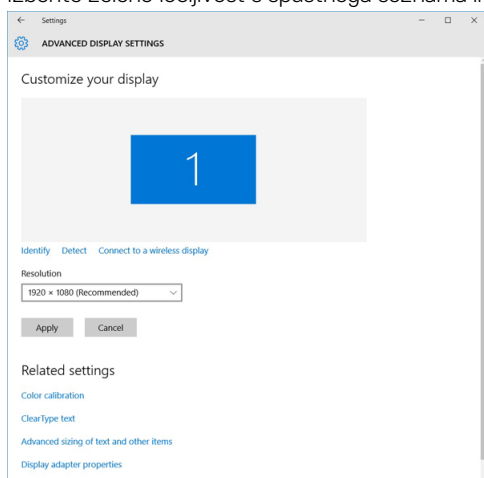 Settings
ADVANCED DISPLAY SETTINGS
Customize your display
1
Identify Detect Connect to a wireless display
Resolution
1920 × 1080 (Recommended)
Apply Cancel
Related settings
Color calibration
ClearType text
Advanced sizing of text and other items
Display adapter properties